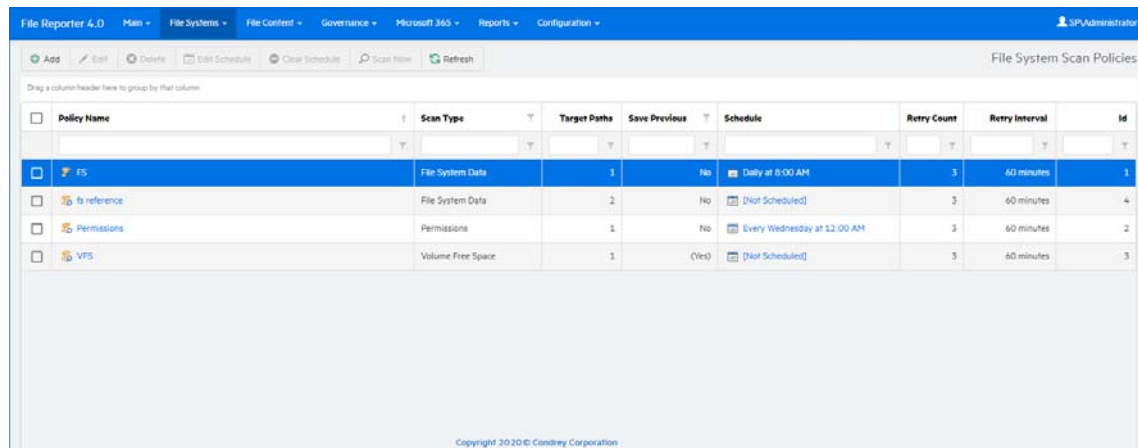 File Reporter 4.0 Main File Systems File Content Governance Microsoft 365 Reports Configuration SP\Administrator
Add Edit Delete Edit Schedule Clear Schedule Scan Now Refresh File System Scan Policies
Drag a column header here to group by that column
Policy Name Scan Type Target Paths Save Previous Schedule Retry Count Retry Interval Id
FS File System Data 1 No Daily at 8:00 AM 3 60 minutes 1
fs reference File System Data 2 No [Not Scheduled] 3 60 minutes 4
Permissions Permissions 1 No Every Wednesday at 12:00 AM 3 60 minutes 2
VFS Volume Free Space 1 (Yes) [Not Scheduled] 3 60 minutes 3
Copyright 2020 © Condrey Corporation